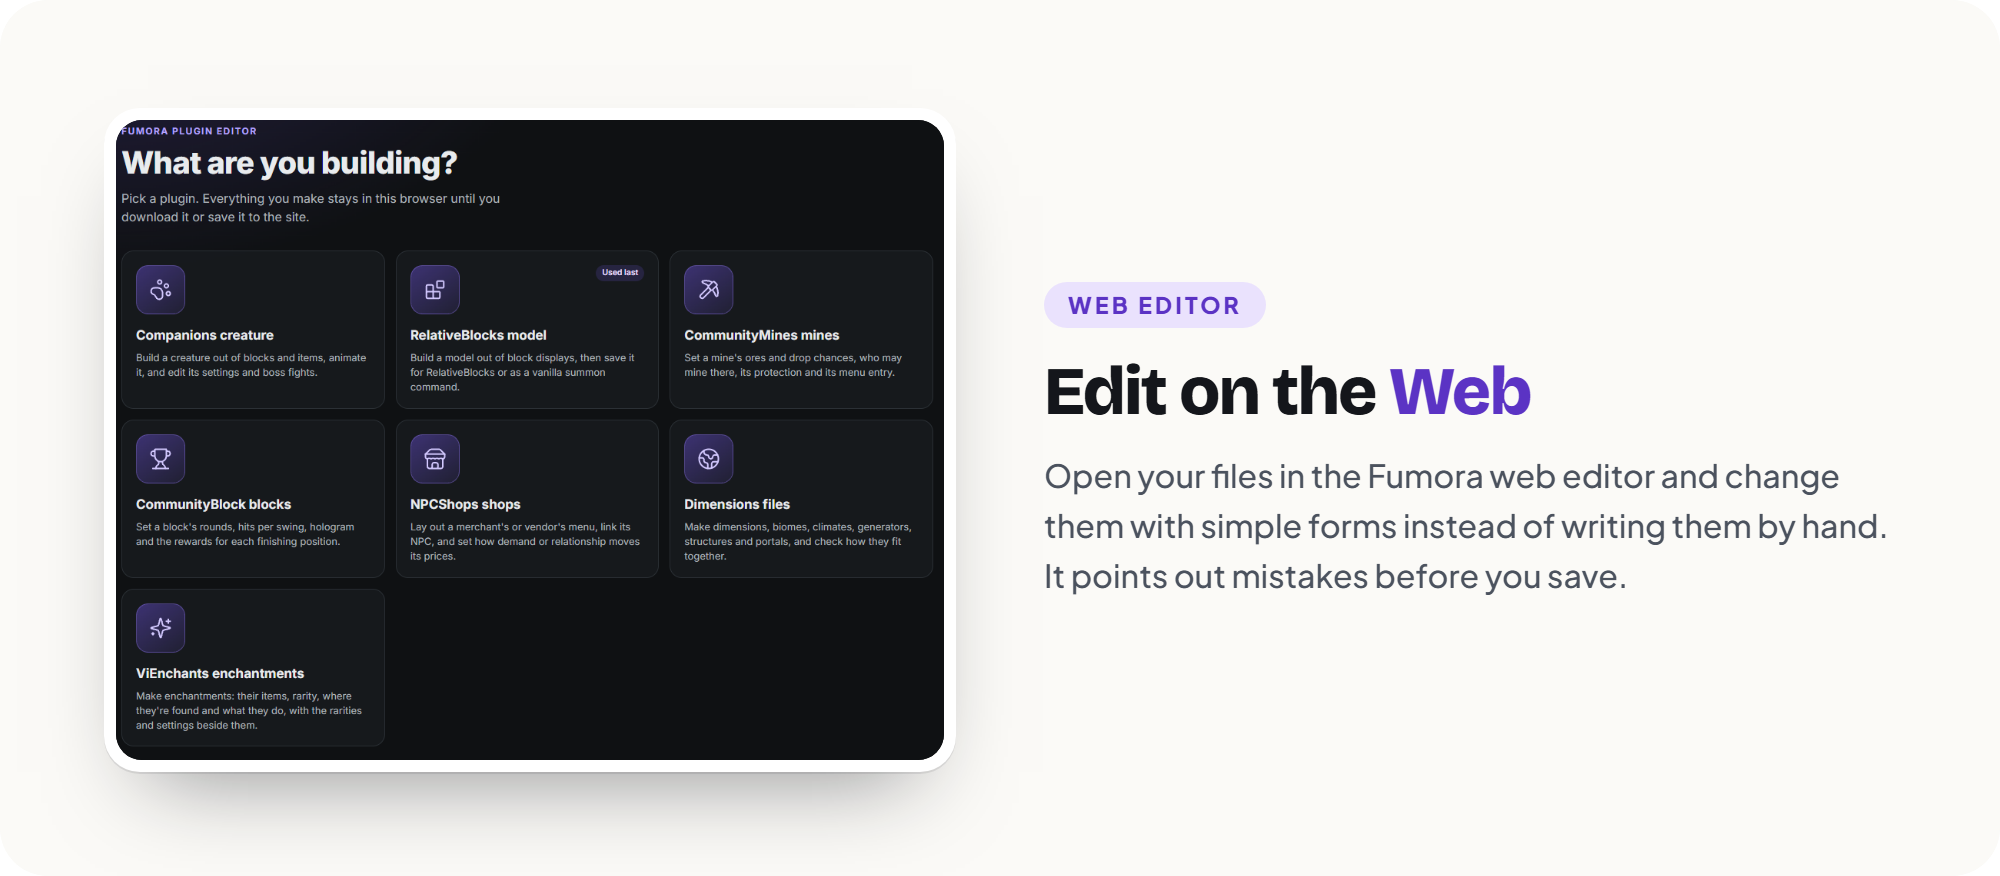 FUMORA PLUGIN EDITOR
What are you building?
Pick a plugin. Everything you make stays in this browser until you
download it or save it to the site.
Companions creature
Build a creature out of blocks and items, animate
it, and edit its settings and boss fights.
Used last
RelativeBlocks model
Build a model out of block displays, then save it
for RelativeBlocks or as a vanilla summon
command.
CommunityMines mines
Set a mine's ores and drop chances, who may
mine there, its protection and its menu entry.
CommunityBlock blocks
Set a block's rounds, hits per swing, hologram
and the rewards for each finishing position.
NPCShops shops
Lay out a merchant's or vendor's menu, link its
NPC, and set how demand or relationship moves
its prices.
Dimensions files
Make dimensions, biomes, climates, generators,
structures and portals, and check how they fit
together.
ViEnchants enchantments
Make enchantments: their items, rarity, where
they're found and what they do, with the rarities
and settings beside them.
WEB EDITOR
Edit on the Web
Open your files in the Fumora web editor and change
them with simple forms instead of writing them by hand.
It points out mistakes before you save.